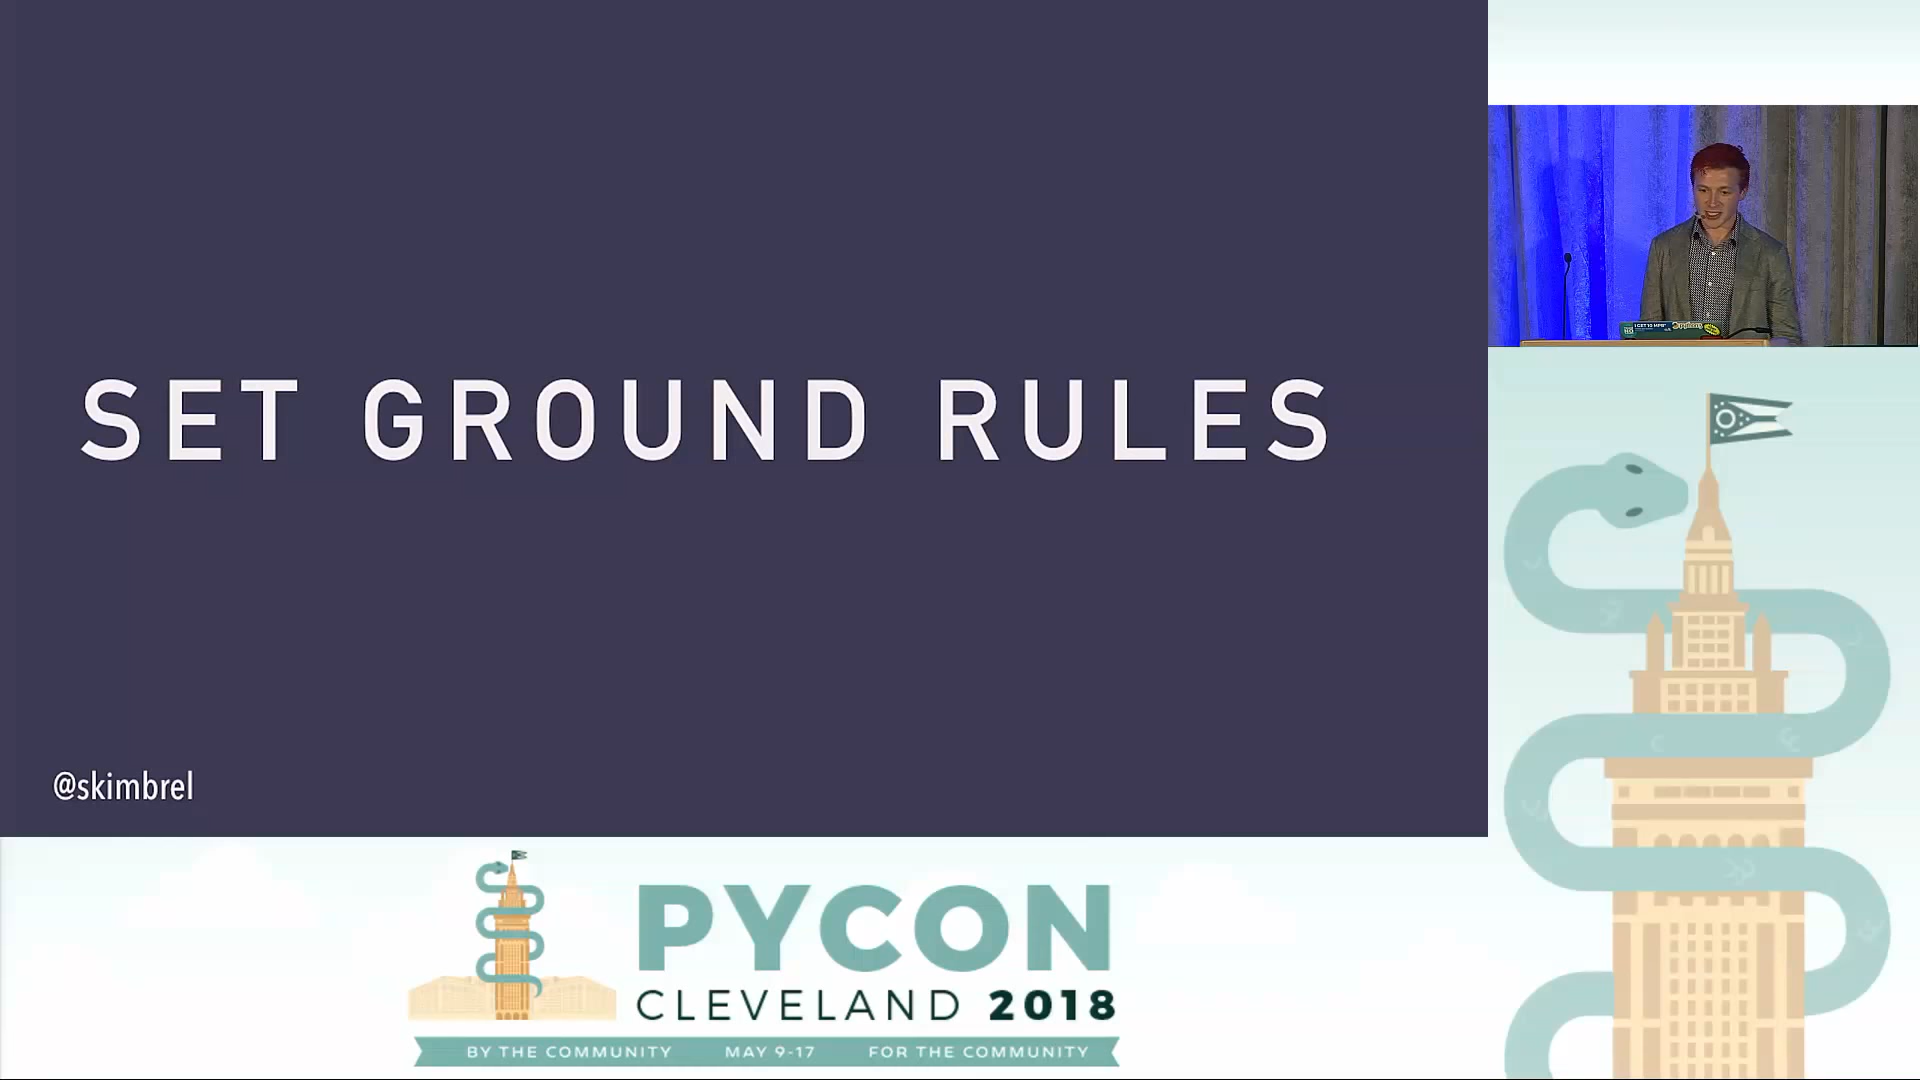 SET GROUND RULES
@skimbrel
PYCON
CLEVELAND 2018
BY THE COMMUNITY MAY 9-17 FOR THE COMMUNITY